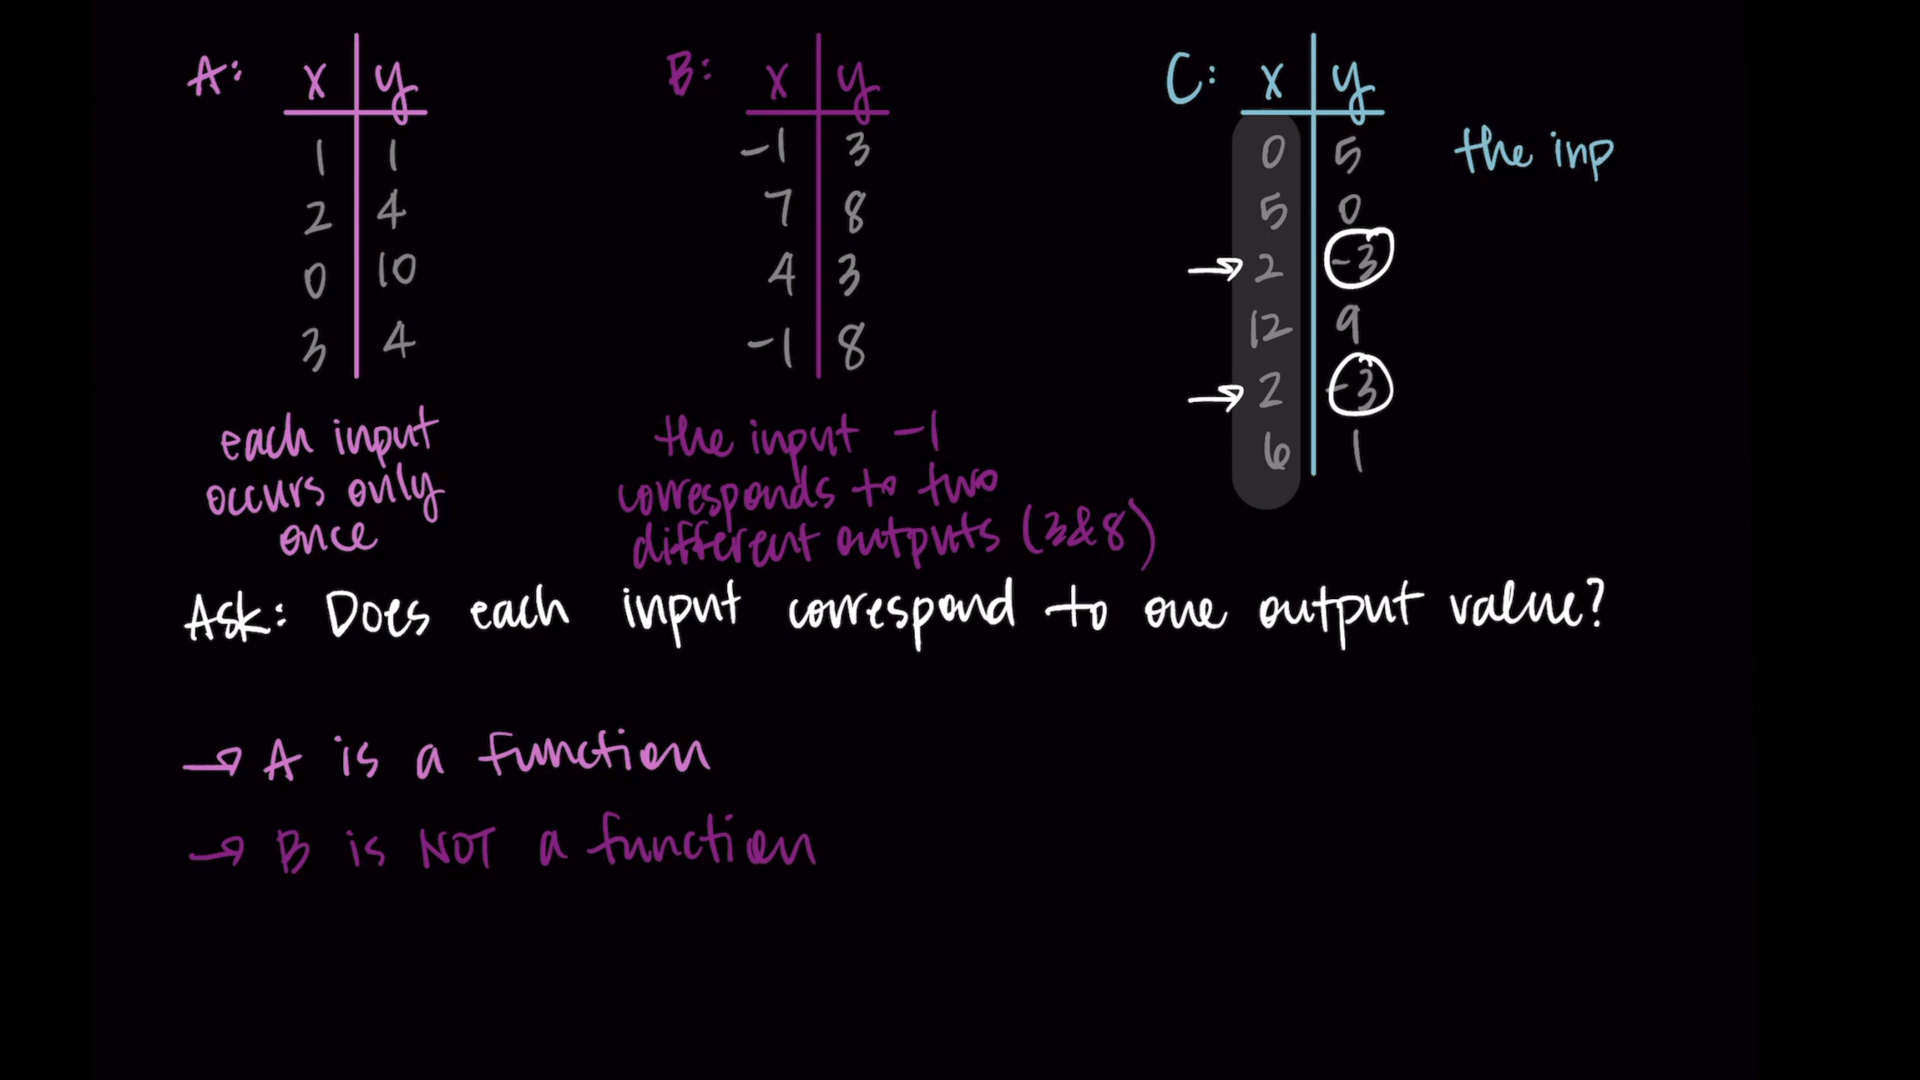 A: x y
1 1
2 4
0 10
3 4
each input
occurs only
once
B: x y
-1 3
7 8
4 3
-1 8
the input -1
corresponds to two
different outputs (3&8)
C: x y
0 5
5 0
→ 2 -3
12 9
→ 2 -3
6 1
the inp
Ask: Does each input correspond to one output value?
→ A is a function
→ B is NOT a function